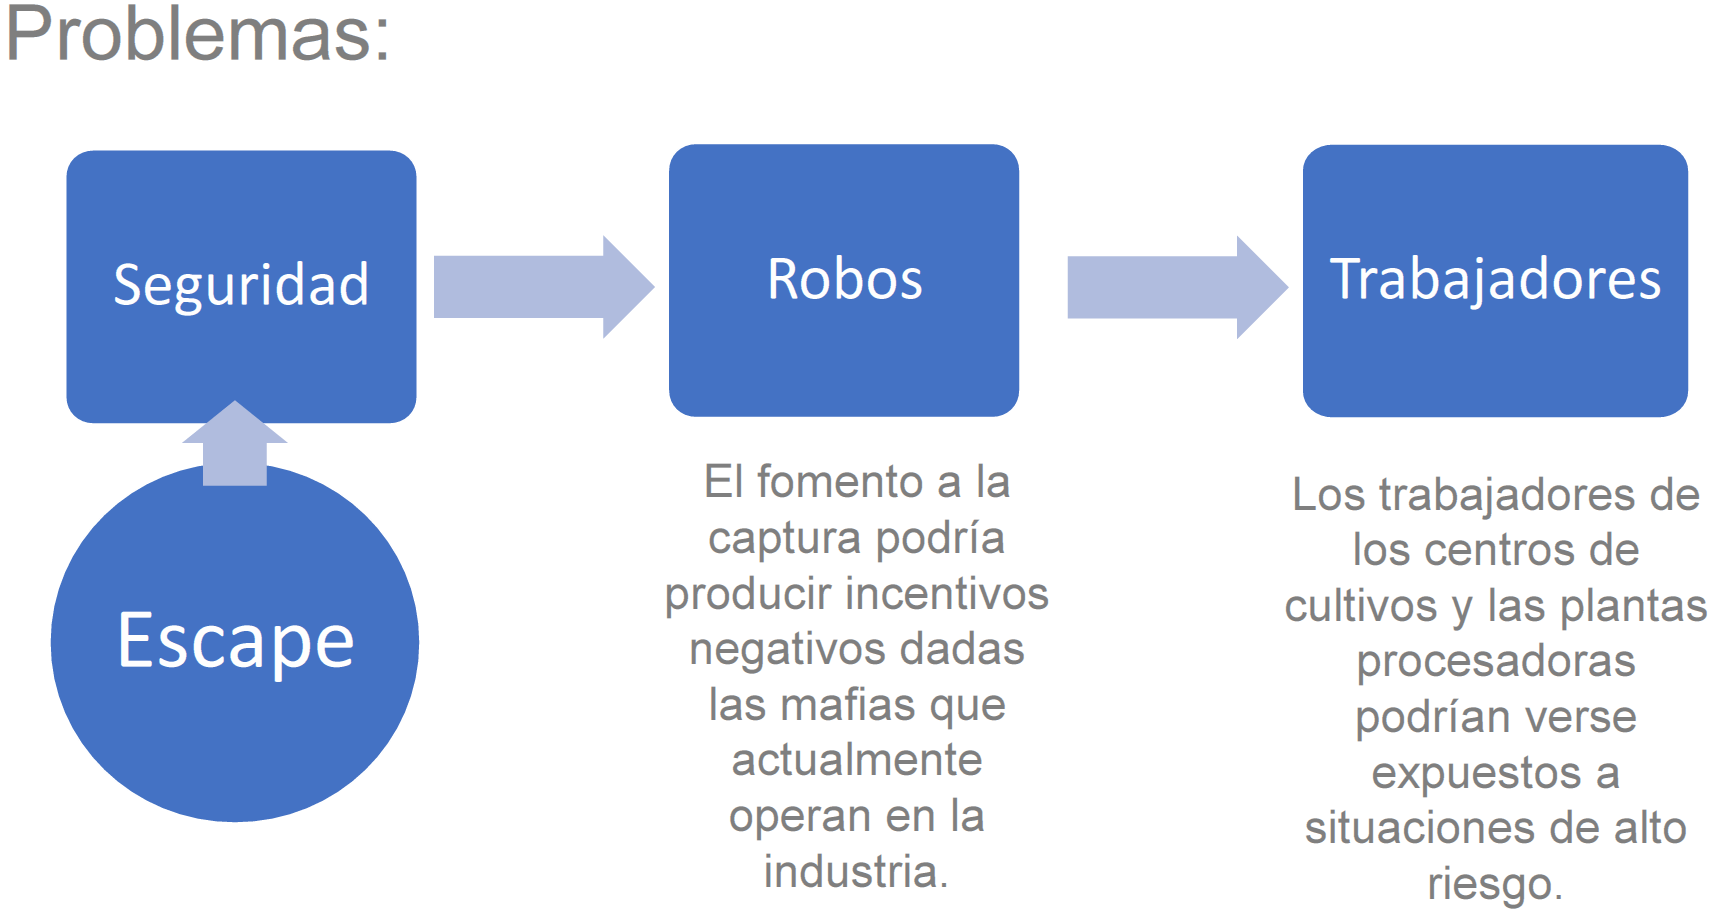 Problemas:
Seguridad
Robos
Trabajadores
Escape
El fomento a la
captura podría
producir incentivos
negativos dadas
las mafias que
actualmente
operan en la
industria.
Los trabajadores de
los centros de
cultivos y las plantas
procesadoras
podrían verse
expuestos a
situaciones de alto
riesgo.